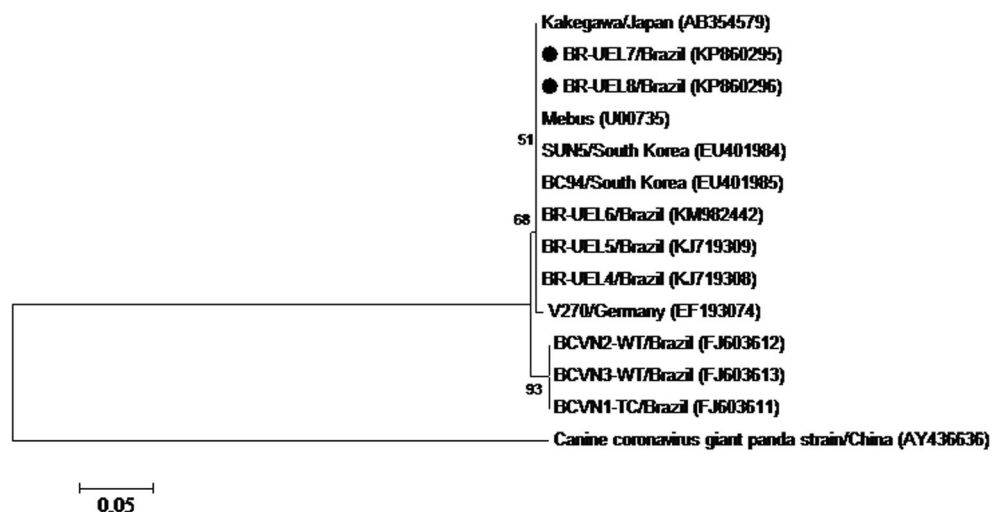 Kakegawa/Japan (AB354579)
BR-UEL7/Brazil (KP860295)
BR-UEL8/Brazil (KP860296)
Mebus (U00735)
51
SUN5/South Korea (EU401984)
BC94/South Korea (EU401985)
68
BR-UEL6/Brazil (KM982442)
BR-UEL5/Brazil (KJ719309)
BR-UEL4/Brazil (KJ719308)
V270/Germany (EF193074)
BCVN2-WT/Brazil (FJ603612)
BCVN3-WT/Brazil (FJ603613)
93
BCVN1-TC/Brazil (FJ603611)
Canine coronavirus giant panda strain/China (AY436636)
0.05